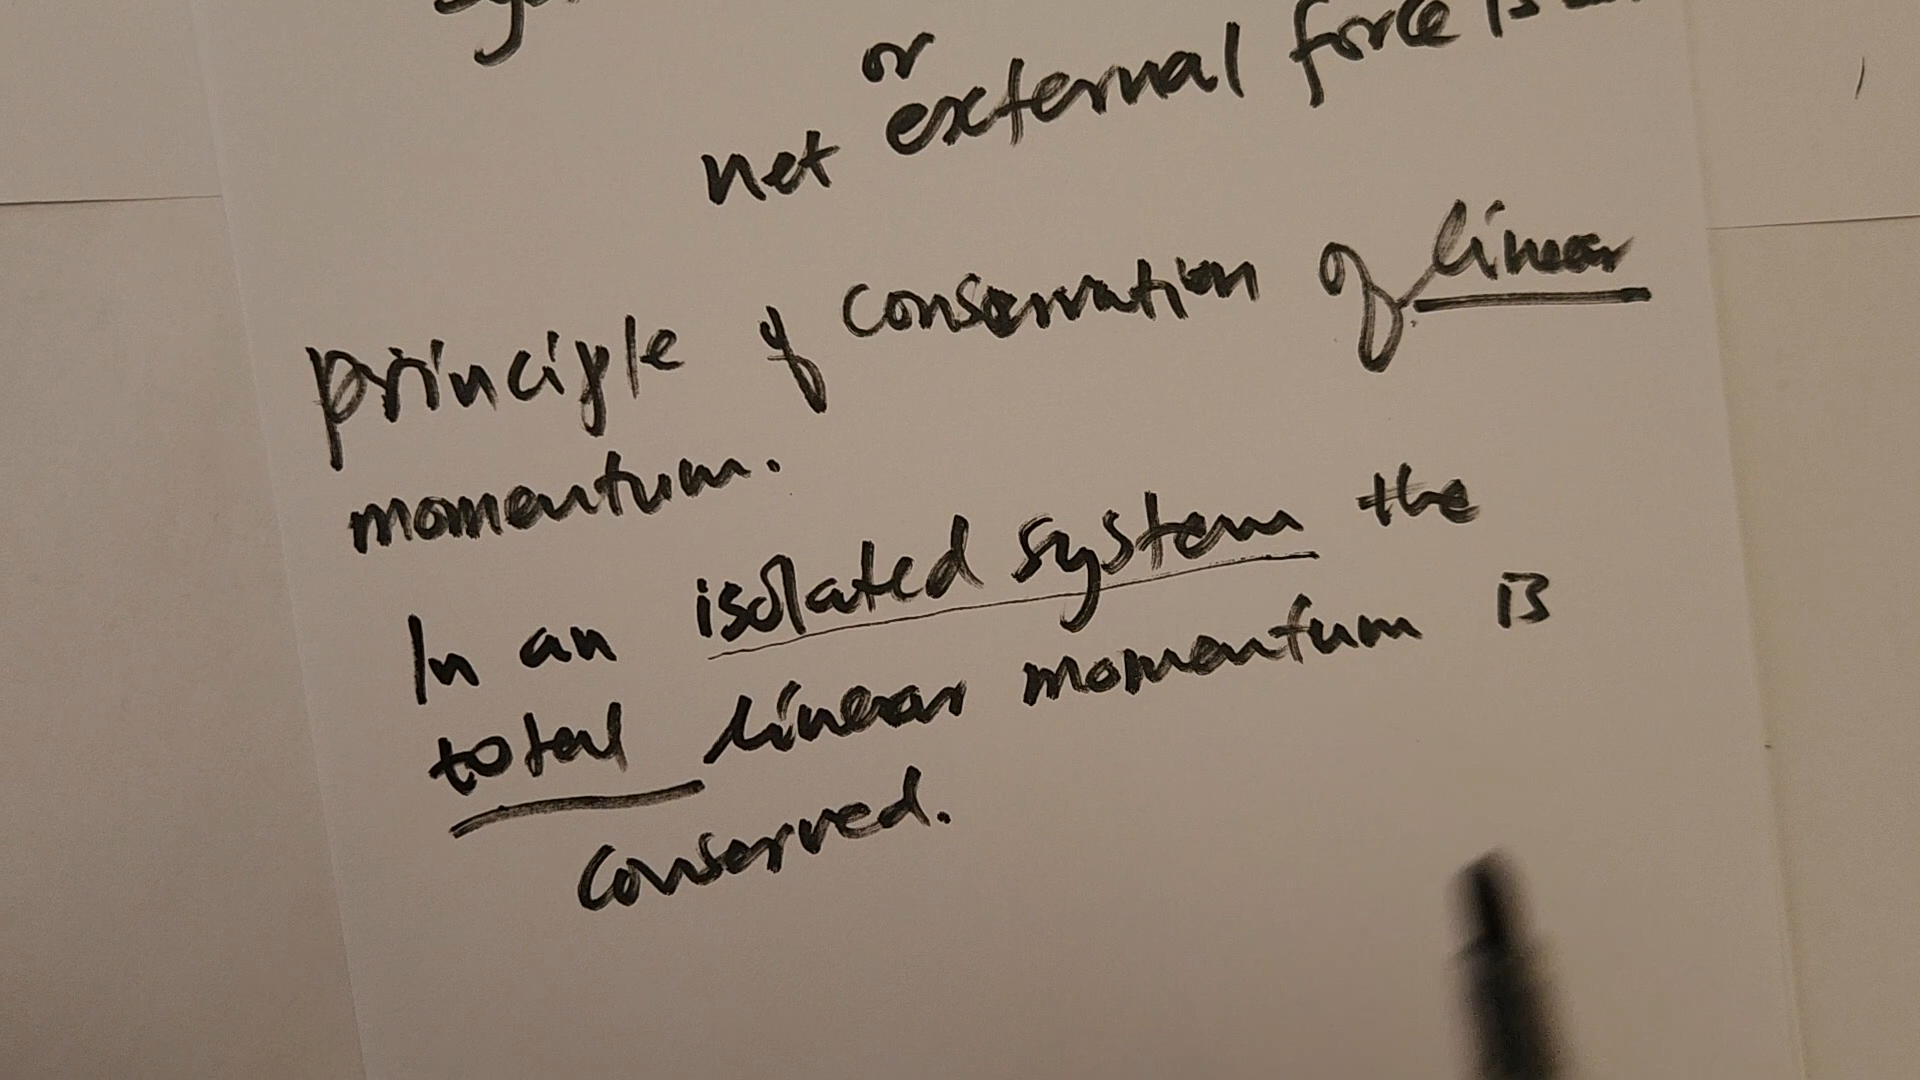 or
net external force is
principle of conservation of linear
momentum.
In an isolated system the
total linear momentum is
conserved.